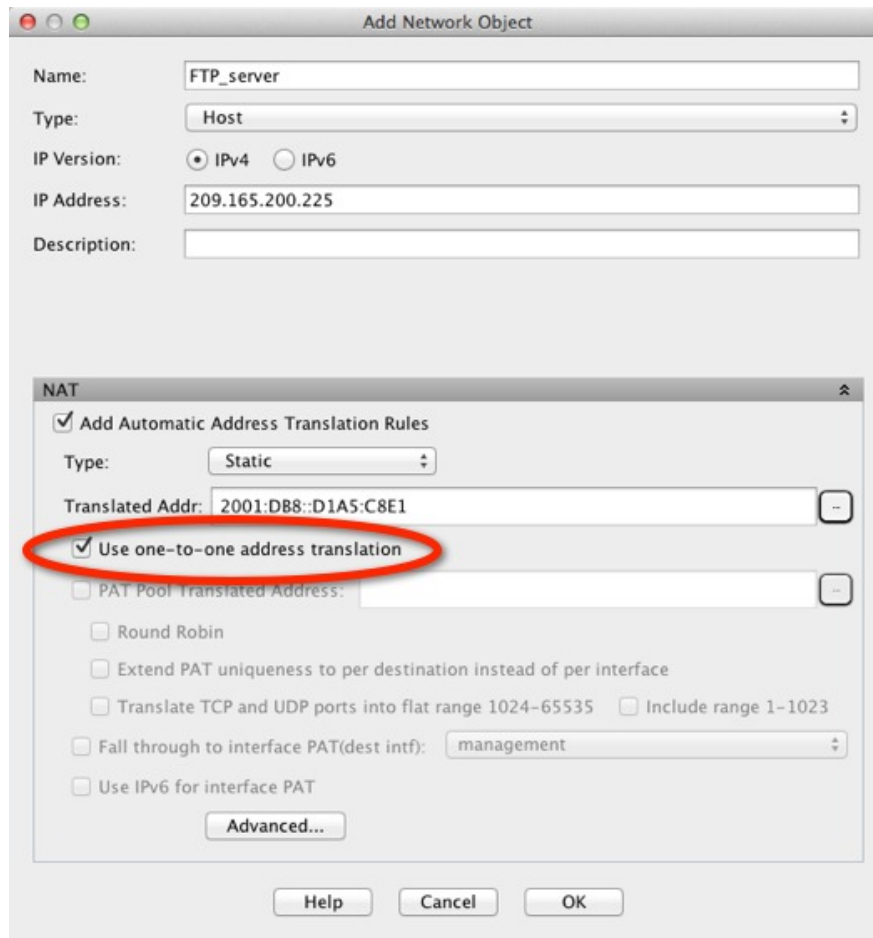 Add Network Object
Name: FTP_server
Type: Host
IP Version: IPv4 IPv6
IP Address: 209.165.200.225
Description:
NAT
Add Automatic Address Translation Rules
Type: Static
Translated Addr: 2001:DB8::D1A5:C8E1 ...
Use one-to-one address translation
PAT Pool Translated Address: ...
Round Robin
Extend PAT uniqueness to per destination instead of per interface
Translate TCP and UDP ports into flat range 1024-65535 Include range 1-1023
Fall through to interface PAT(dest intf): management
Use IPv6 for interface PAT
Advanced...
Help Cancel OK